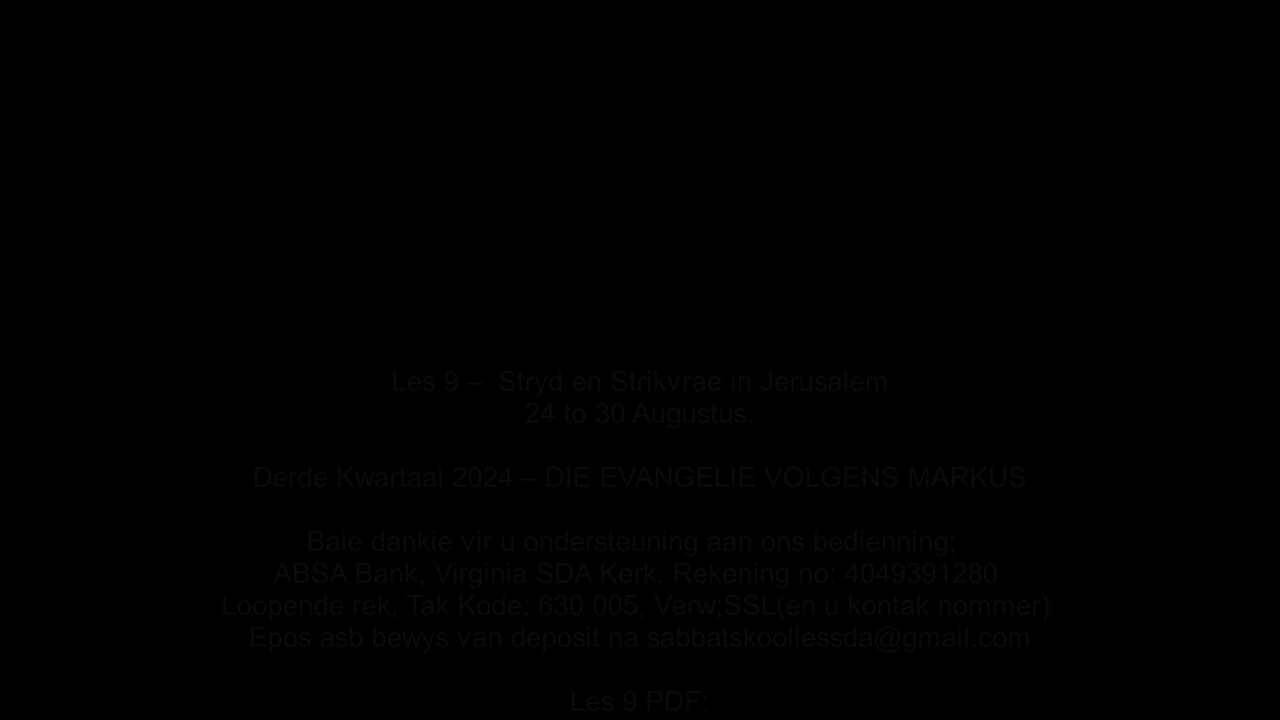 Les 9 – Stryd en Strikvrae in Jerusalem
24 to 30 Augustus.
Derde Kwartaal 2024 – DIE EVANGELIE VOLGENS MARKUS
Baie dankie vir u ondersteuning aan ons bedienning;
ABSA Bank, Virginia SDA Kerk, Rekening no: 4049391280
Loopende rek, Tak Kode: 630 005, Verw;SSL(en u kontak nommer).
Epos asb bewys van deposit na sabbatskoollessda@gmail.com
Les 9 PDF: